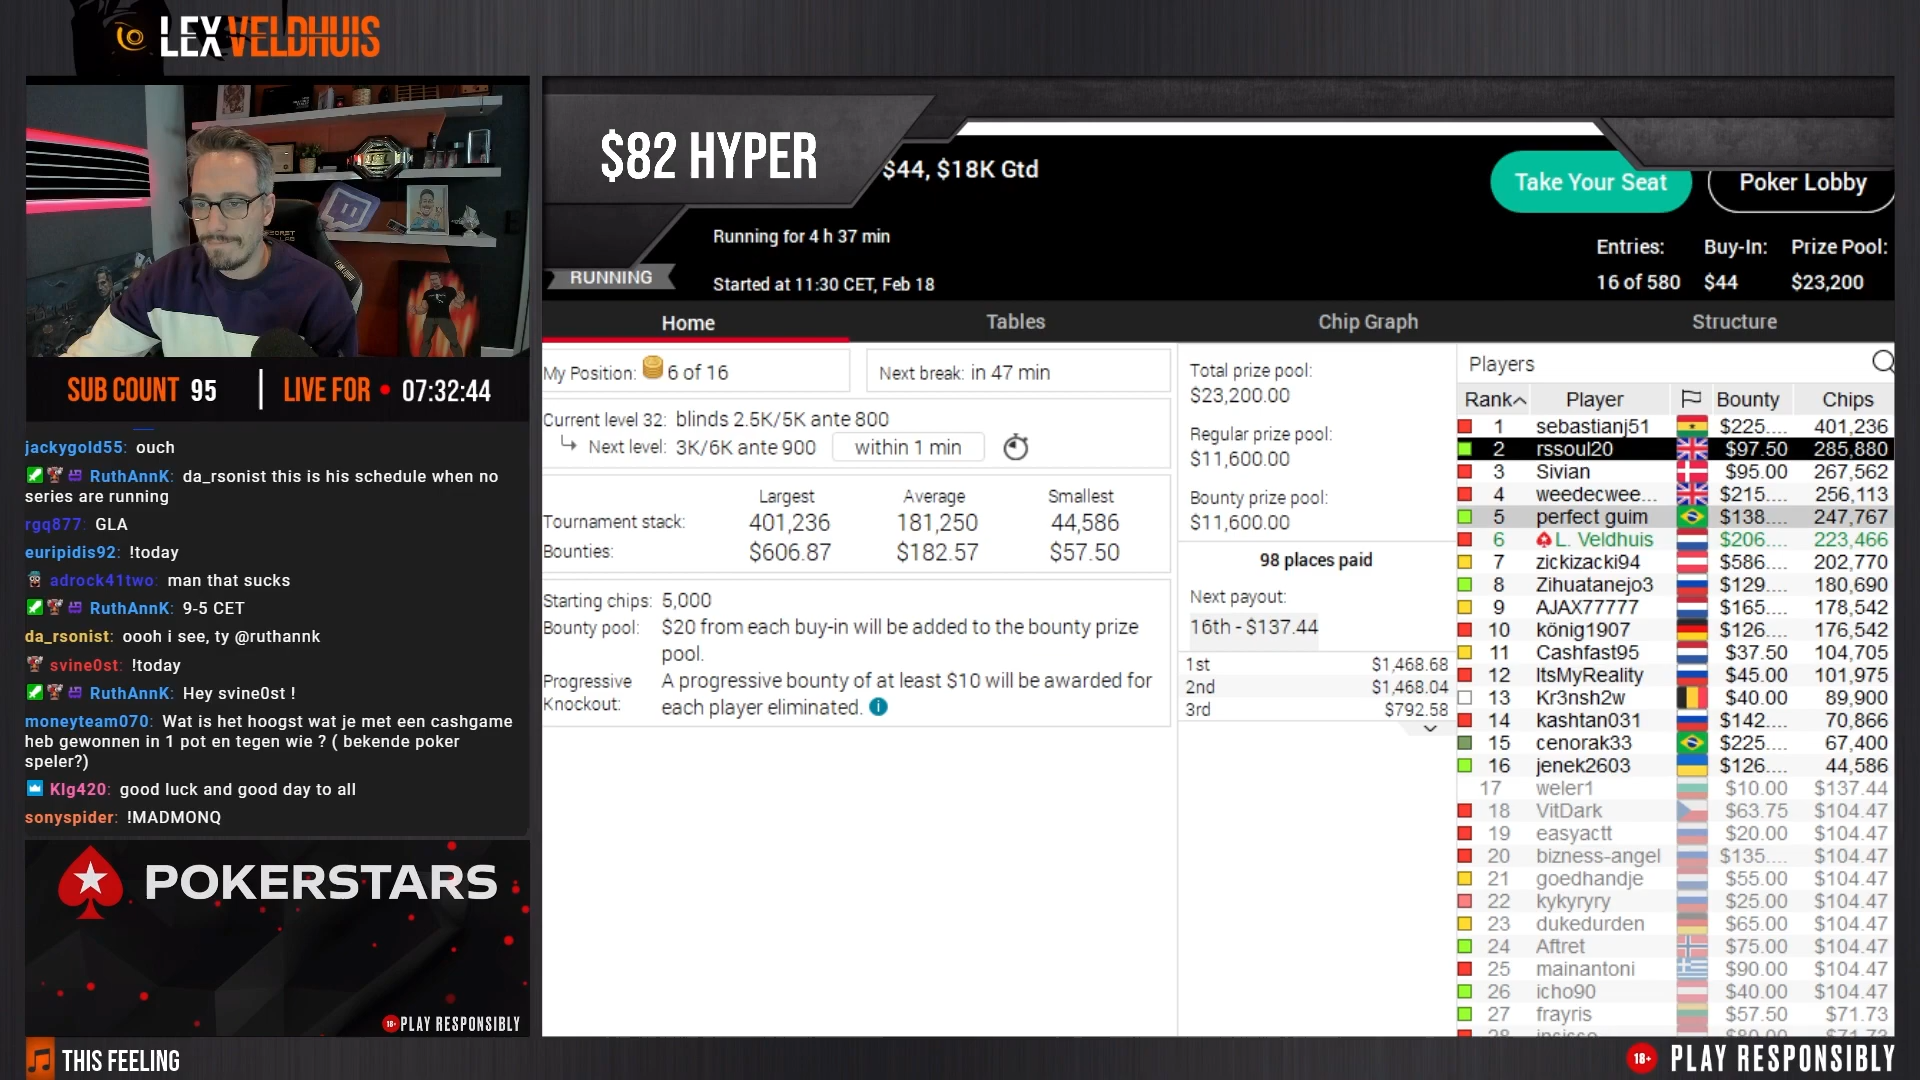 LEX VELDHUIS
SUB COUNT 95 | LIVE FOR • 07:32:44
jackygold55: ouch
RuthAnnK: da_rsonist this is his schedule when no
series are running
rgq877: GLA
euripidis92: !today
adrock41two: man that sucks
RuthAnnK: 9-5 CET
da_rsonist: oooh i see, ty @ruthannk
svine0st: !today
RuthAnnK: Hey svine0st !
moneyteam070: Wat is het hoogst wat je met een cashgame
heb gewonnen in 1 pot en tegen wie ? ( bekende poker
speler?)
Klg420: good luck and good day to all
sonyspider: !MADMONQ
POKERSTARS
18+ PLAY RESPONSIBLY
THIS FEELING
$82 HYPER
$44, $18K Gtd
Take Your Seat
Poker Lobby
Running for 4 h 37 min
RUNNING
Started at 11:30 CET, Feb 18
Entries: Buy-In: Prize Pool:
16 of 580 $44 $23,200
Home Tables Chip Graph Structure
My Position: 6 of 16
Next break: in 47 min
Current level 32: blinds 2.5K/5K ante 800
Next level: 3K/6K ante 900 within 1 min
Largest Average Smallest
Tournament stack: 401,236 181,250 44,586
Bounties: $606.87 $182.57 $57.50
Starting chips: 5,000
Bounty pool: $20 from each buy-in will be added to the bounty prize
pool.
Progressive Knockout: A progressive bounty of at least $10 will be awarded for
each player eliminated.
Total prize pool:
$23,200.00
Regular prize pool:
$11,600.00
Bounty prize pool:
$11,600.00
98 places paid
Next payout:
16th - $137.44
1st $1,468.68
2nd $1,468.04
3rd $792.58
Players
Rank Player Bounty Chips
1 sebastianj51 $225.... 401,236
2 rssoul20 $97.50 285,880
3 Sivian $95.00 267,562
4 weedecwee... $215.... 256,113
5 perfect guim $138.... 247,767
6 L. Veldhuis $206.... 223,466
7 zickizacki94 $586.... 202,770
8 Zihuatanejo3 $129.... 180,690
9 AJAX77777 $165.... 178,542
10 könig1907 $126.... 176,542
11 Cashfast95 $37.50 104,705
12 ItsMyReality $45.00 101,975
13 Kr3nsh2w $40.00 89,900
14 kashtan031 $142.... 70,866
15 cenorak33 $225.... 67,400
16 jenek2603 $126.... 44,586
17 weler1 $10.00 $137.44
18 VitDark $63.75 $104.47
19 easyactt $20.00 $104.47
20 bizness-angel $135.... $104.47
21 goedhandje $55.00 $104.47
22 kykyryry $25.00 $104.47
23 dukedurden $65.00 $104.47
24 Aftret $75.00 $104.47
25 mainantoni $90.00 $104.47
26 icho90 $40.00 $104.47
27 frayris $57.50 $71.73
18+ PLAY RESPONSIBLY